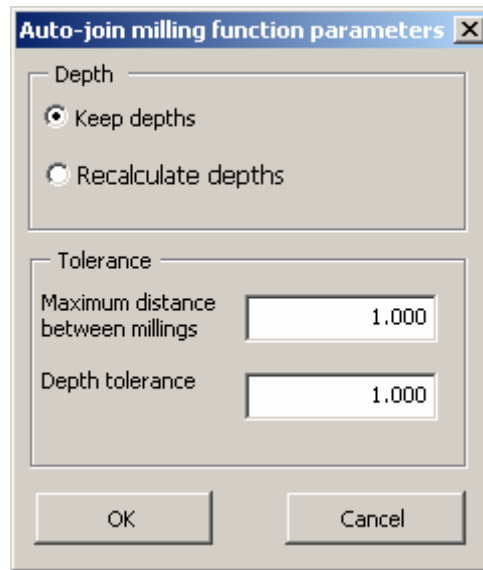 Auto-join milling function parameters
Depth
Keep depths
Recalculate depths
Tolerance
Maximum distance
between millings
1.000
Depth tolerance
1.000
OK
Cancel